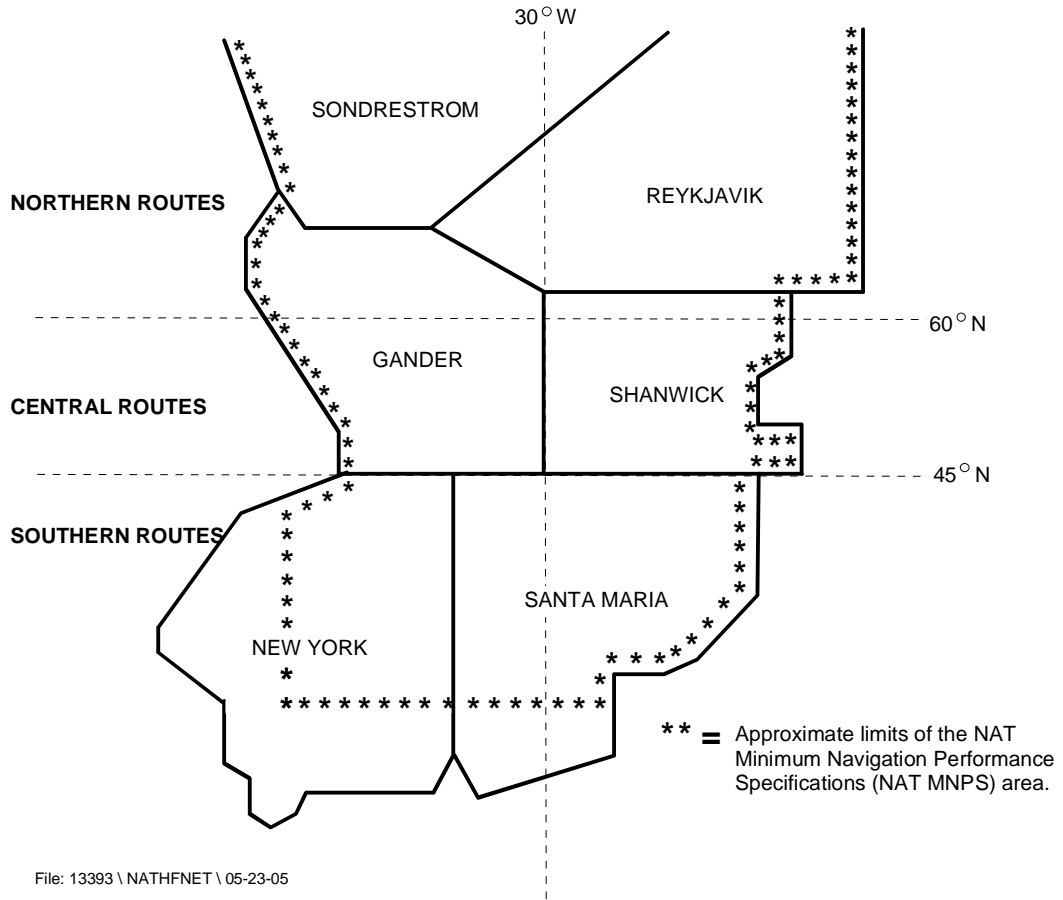 30° W
SONDRESTROM
REYKJAVIK
NORTHERN ROUTES
60° N
GANDER
SHANWICK
CENTRAL ROUTES
45° N
SOUTHERN ROUTES
SANTA MARIA
NEW YORK
** = Approximate limits of the NAT
Minimum Navigation Performance
Specifications (NAT MNPS) area.
File: 13393 \ NATHFNET \ 05-23-05